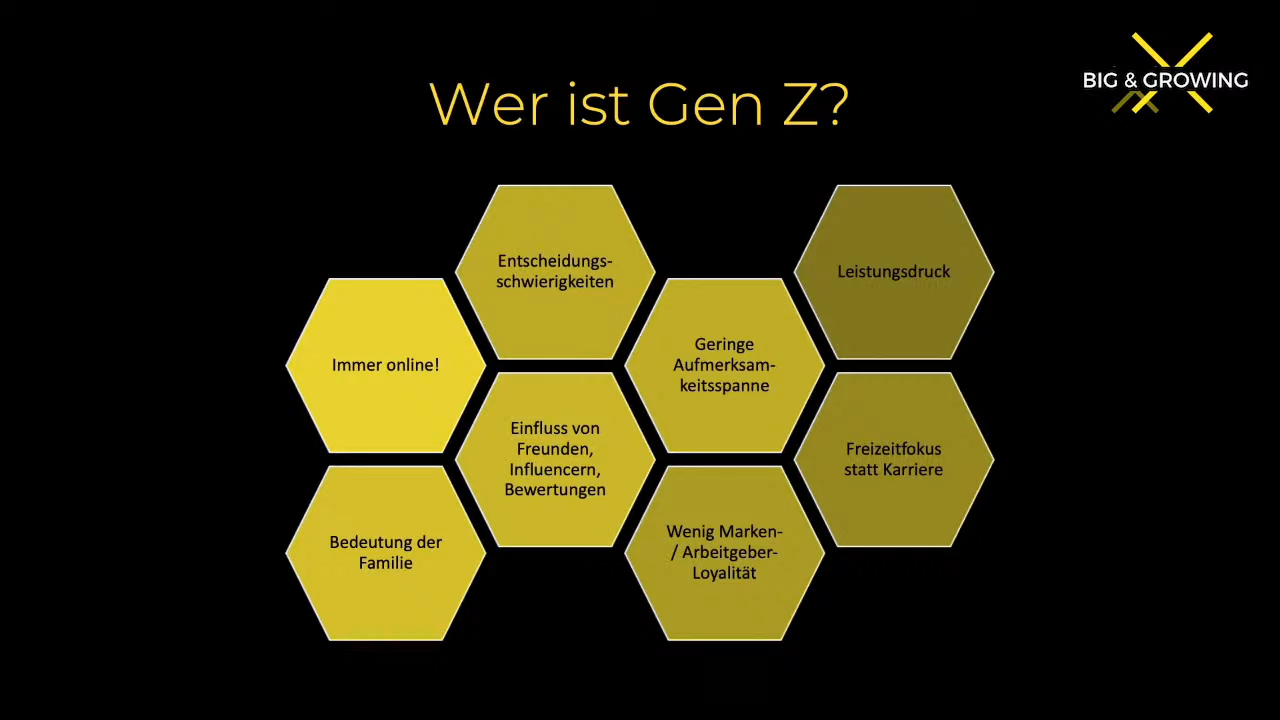 BIG & GROWING
Wer ist Gen Z?
Entscheidungs-
schwierigkeiten
Leistungsdruck
Immer online!
Geringe
Aufmerksam-
keitsspanne
Einfluss von
Freunden,
Influencern,
Bewertungen
Freizeitfokus
statt Karriere
Bedeutung der
Familie
Wenig Marken-
/ Arbeitgeber-
Loyalität